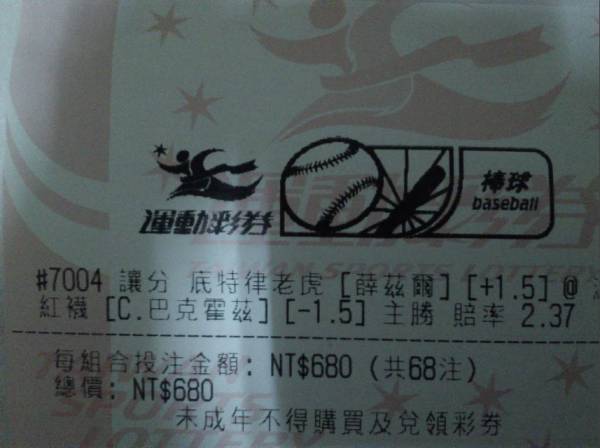 運動彩券
棒球
baseball
#7004 讓分 底特律老虎 [薛茲爾] [+1.5] @
紅襪 [C.巴克霍茲] [-1.5] 主勝 賠率 2.37
每組合投注金額: NT$680 (共68注)
總價: NT$680
未成年不得購買及兌領彩券